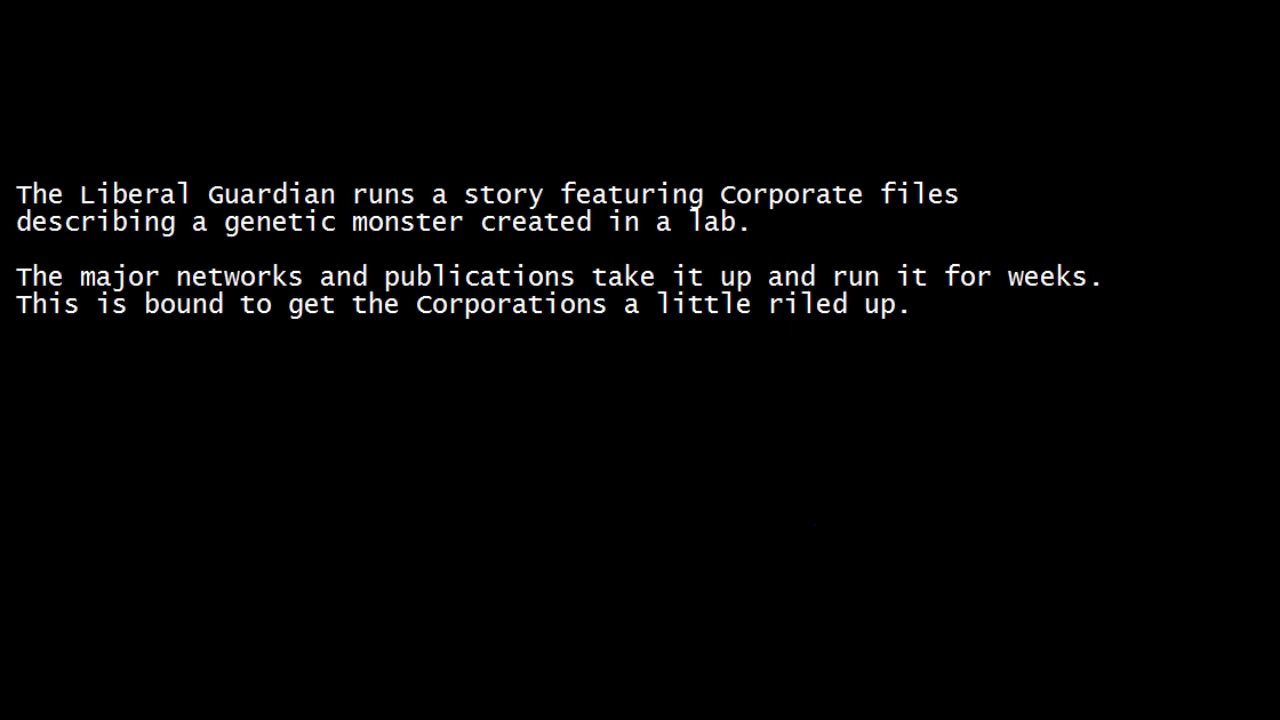 The Liberal Guardian runs a story featuring Corporate files
describing a genetic monster created in a lab.
The major networks and publications take it up and run it for weeks.
This is bound to get the Corporations a little riled up.